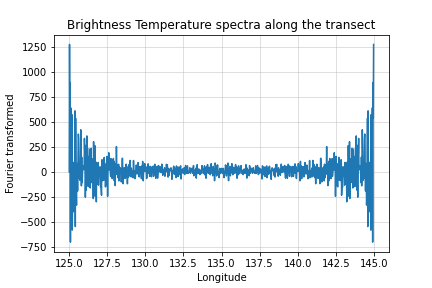 Brightness Temperature spectra along the transect
1250
1000
750
500
250
0
−250
−500
−750
Fourier transformed
125.0 127.5 130.0 132.5 135.0 137.5 140.0 142.5 145.0
Longitude